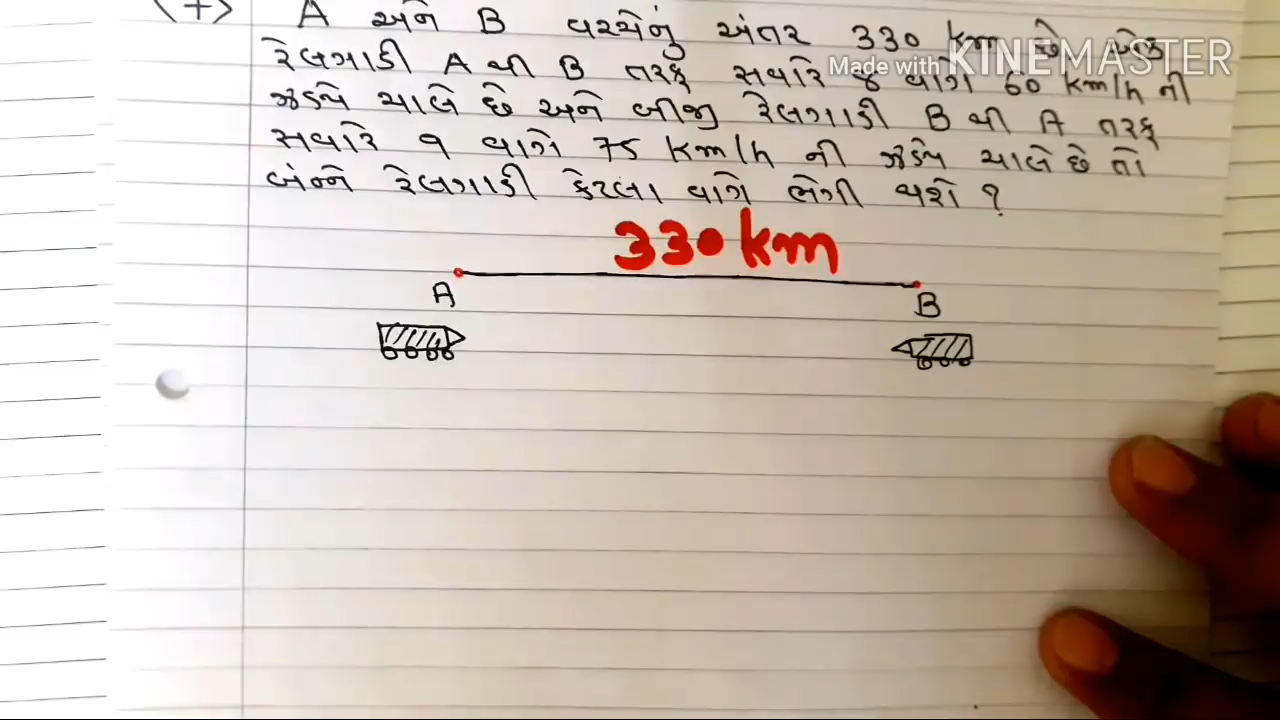 (7) A અને B વચ્ચેનું અંતર 330 km છે એક
રેલગાડી A થી B તરફ સવારે 8 વાગે 60 km/h ની
ઝડપે ચાલે છે અને બીજી રેલગાડી B થી A તરફ
સવારે ૧ વાગે 75 km/h ની ઝડપે ચાલે છે તો
બંન્ને રેલગાડી કેટલા વાગે ભેગી થશે ?
330 km
A
B
Made with KINEMASTER